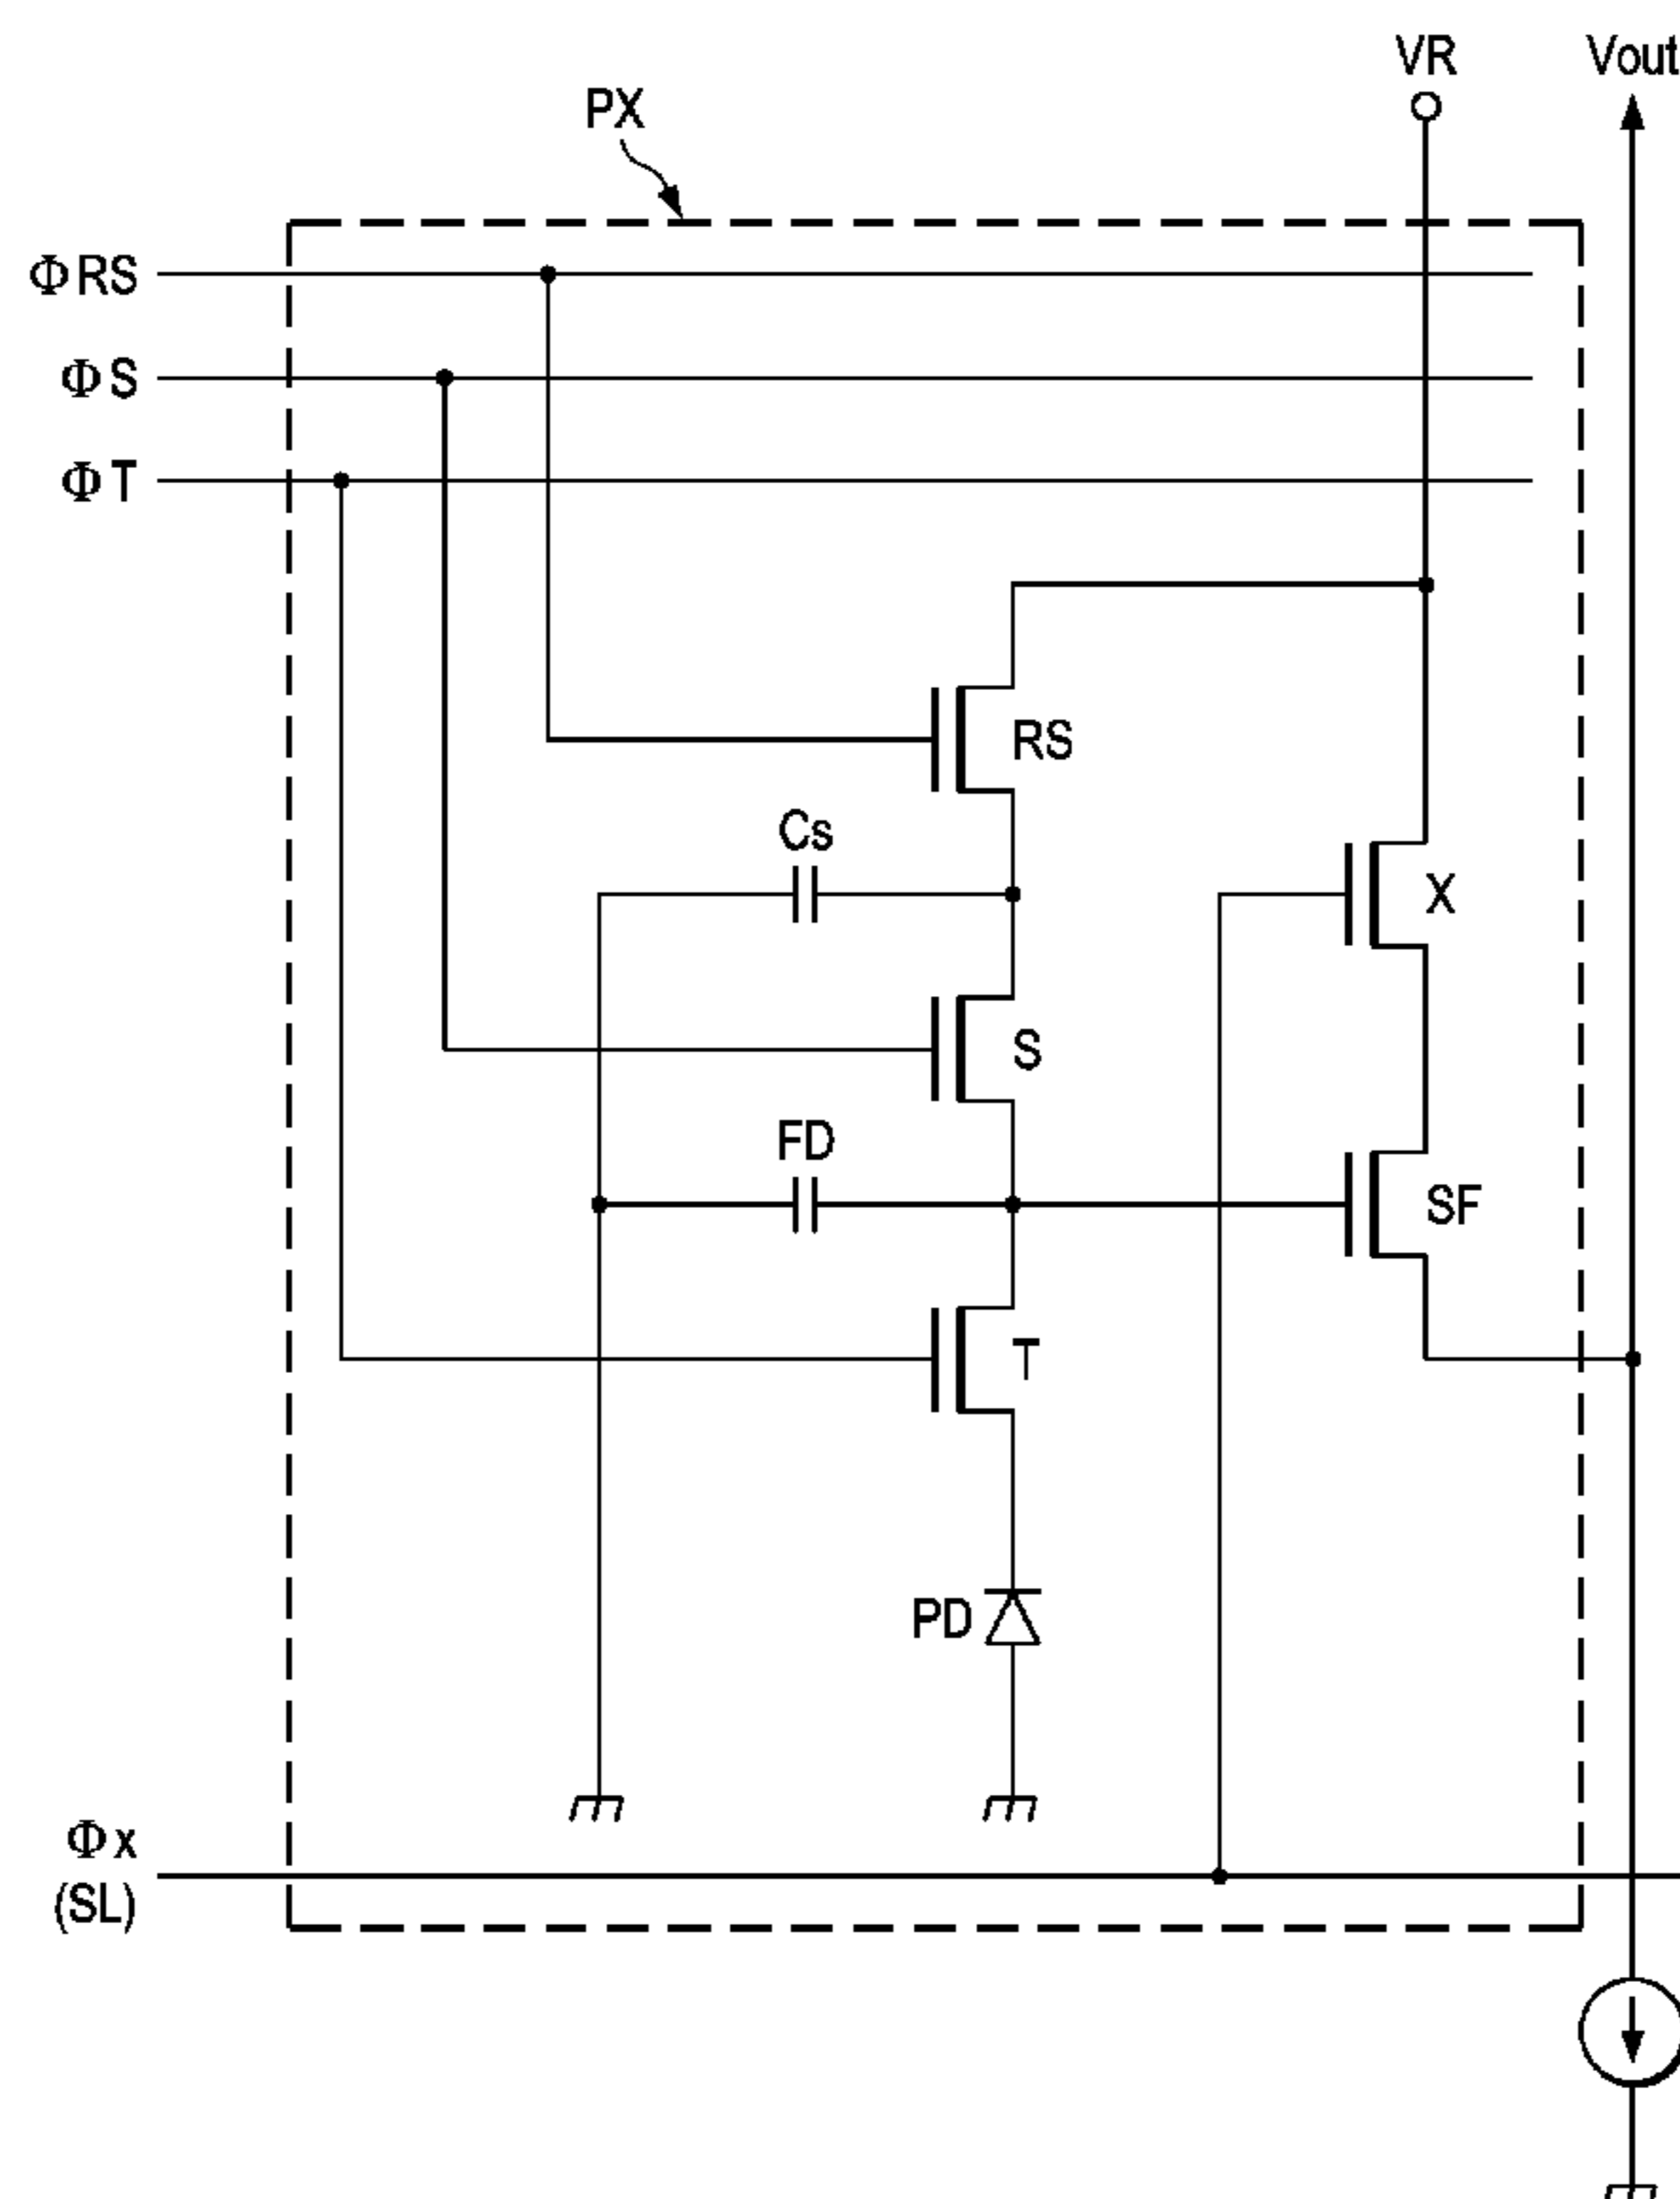 VR
Vout
PX
ΦRS
ΦS
ΦT
RS
Cs
X
S
FD
SF
T
PD
Φx
(SL)